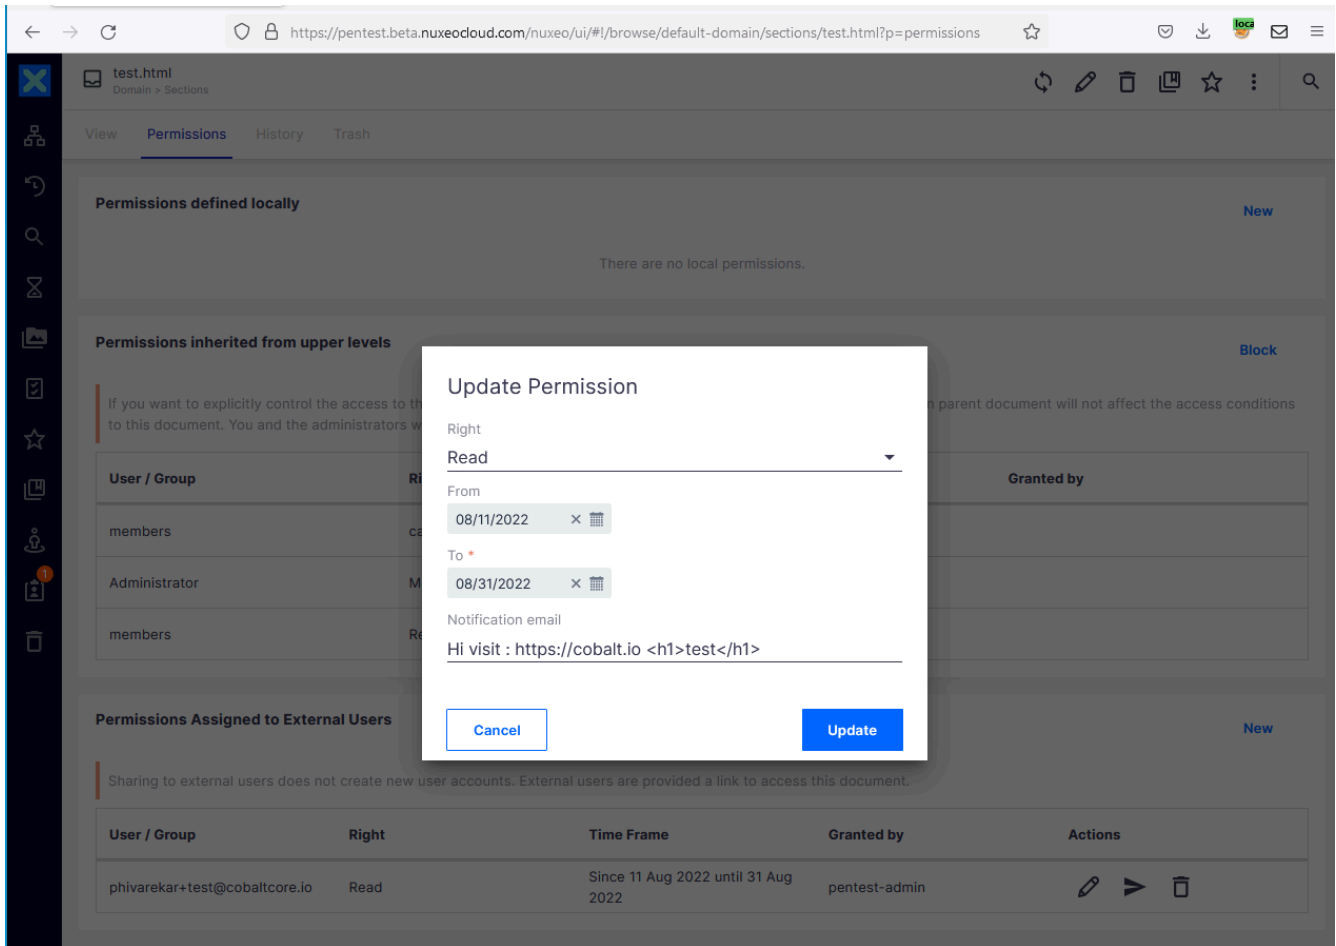 https://pentest.beta.nuxeocloud.com/nuxeo/ui/#!/browse/default-domain/sections/test.html?p=permissions
loca
test.html
Domain > Sections
View Permissions History Trash
Permissions defined locally
New
There are no local permissions.
Permissions inherited from upper levels
Block
If you want to explicitly control the access to th
n parent document will not affect the access conditions
to this document. You and the administrators w
User / Group Ri Granted by
members ca
Administrator M
members Re
1
Update Permission
Right
Read
From
08/11/2022
To *
08/31/2022
Notification email
Hi visit : https://cobalt.io <h1>test</h1>
Cancel Update
Permissions Assigned to External Users
New
Sharing to external users does not create new user accounts. External users are provided a link to access this document.
User / Group Right Time Frame Granted by Actions
phivarekar+test@cobaltcore.io Read Since 11 Aug 2022 until 31 Aug pentest-admin
2022